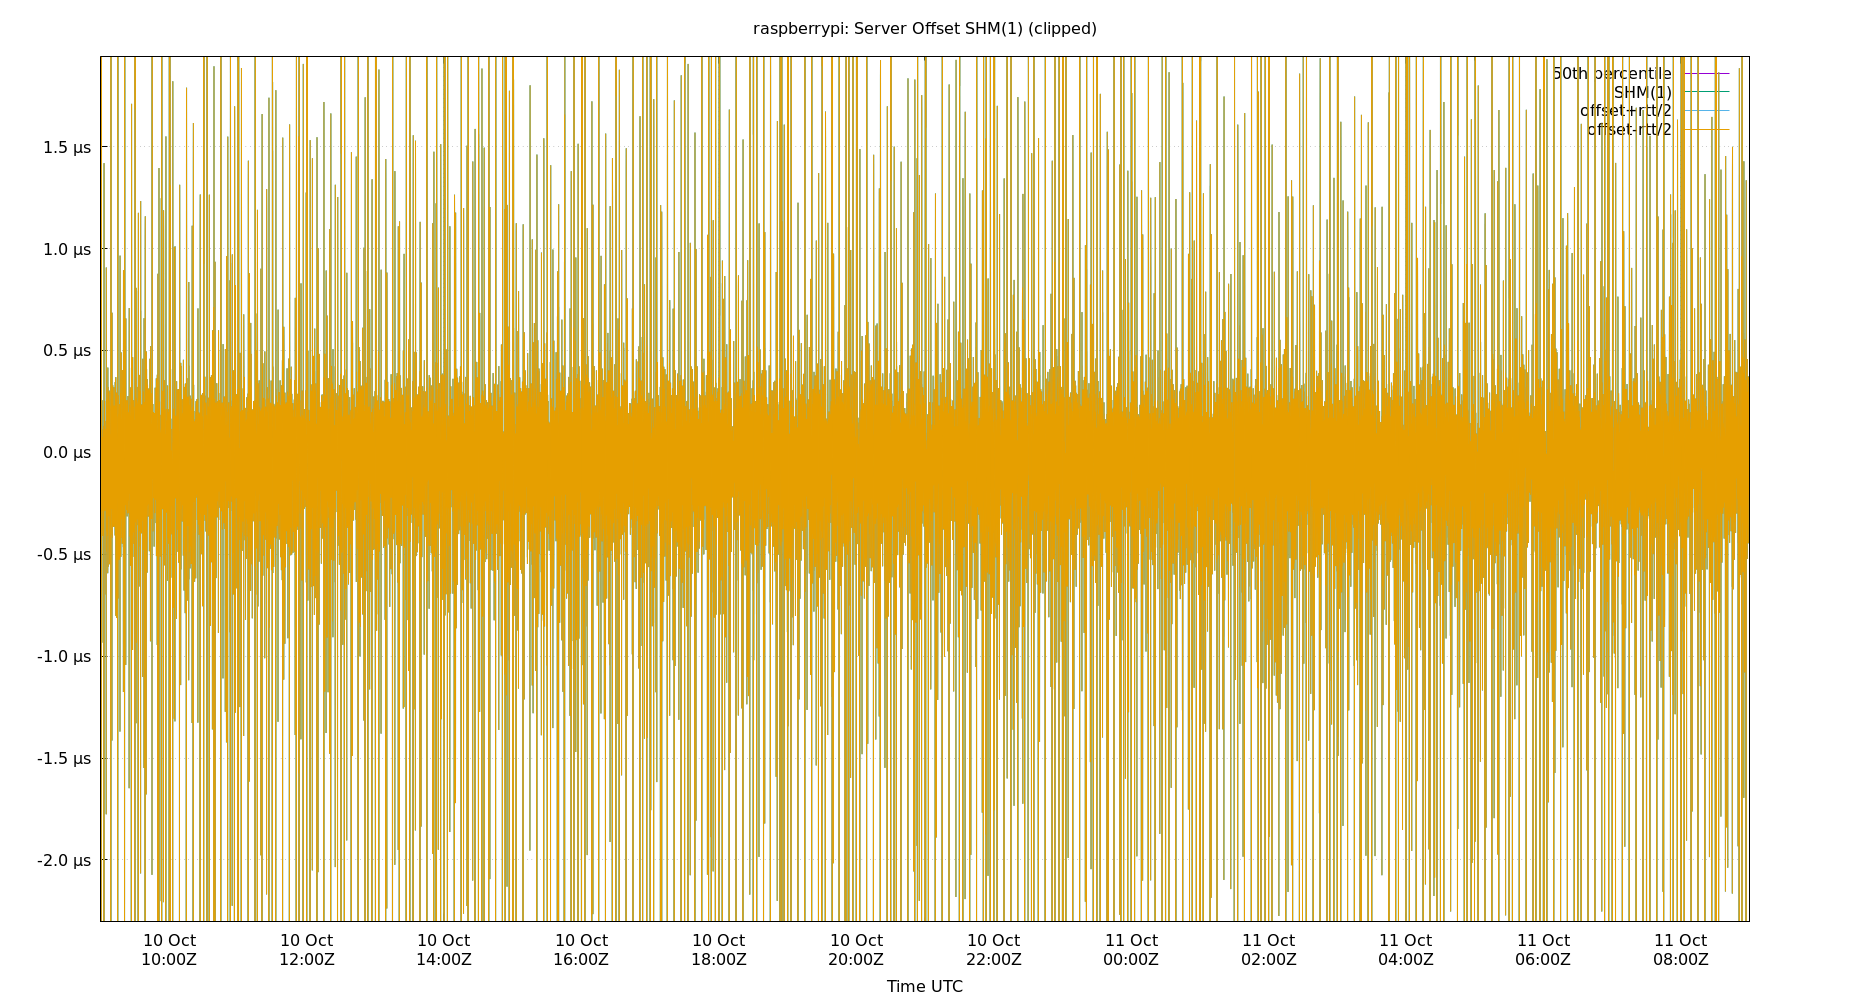 raspberrypi: Server Offset SHM(1) (clipped)
50th percentile
SHM(1)
offset+rtt/2
offset-rtt/2
1.5 µs
1.0 µs
0.5 µs
0.0 µs
-0.5 µs
-1.0 µs
-1.5 µs
-2.0 µs
10 Oct 10 Oct 10 Oct 10 Oct 10 Oct 10 Oct 10 Oct 11 Oct 11 Oct 11 Oct 11 Oct 11 Oct
10:00Z 12:00Z 14:00Z 16:00Z 18:00Z 20:00Z 22:00Z 00:00Z 02:00Z 04:00Z 06:00Z 08:00Z
Time UTC